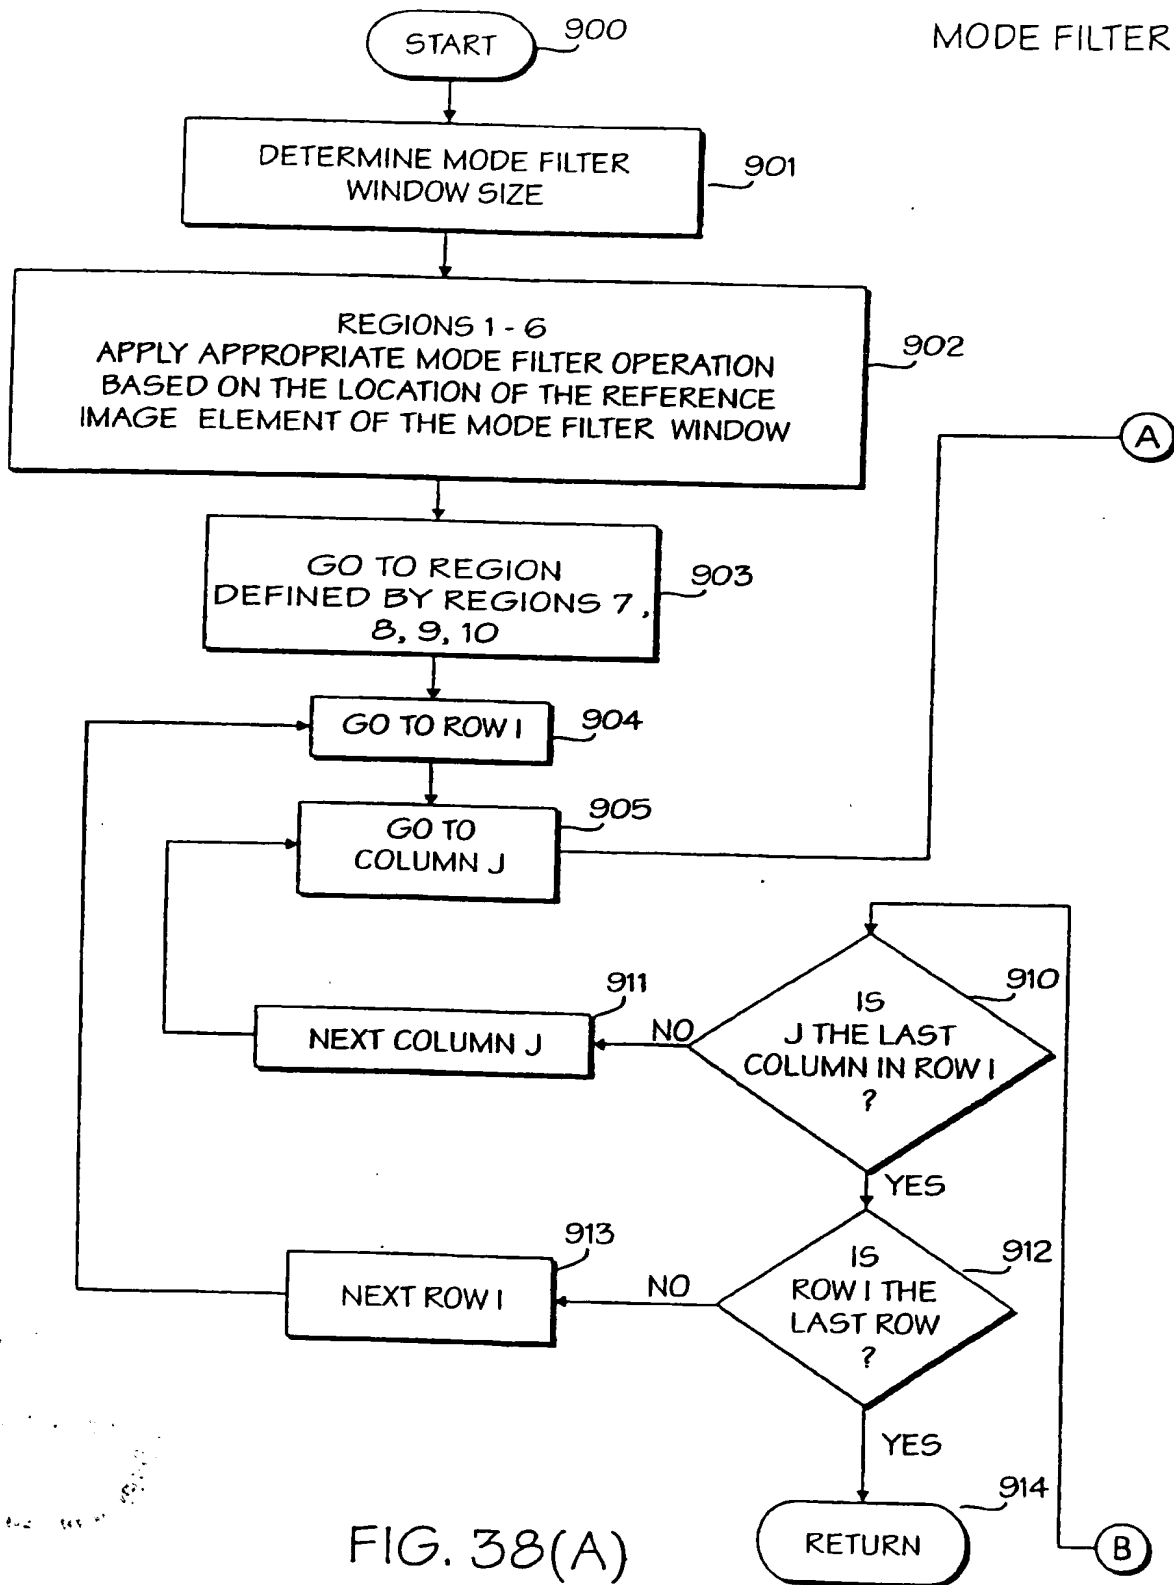 MODE FILTER
START
900
DETERMINE MODE FILTER
WINDOW SIZE
901
REGIONS 1 - 6
APPLY APPROPRIATE MODE FILTER OPERATION
BASED ON THE LOCATION OF THE REFERENCE
IMAGE ELEMENT OF THE MODE FILTER WINDOW
902
A
GO TO REGION
DEFINED BY REGIONS 7,
8, 9, 10
903
GO TO ROW I
904
GO TO
COLUMN J
905
IS
J THE LAST
COLUMN IN ROW I
?
910
NO
NEXT COLUMN J
911
YES
IS
ROW I THE
LAST ROW
?
912
NO
NEXT ROW I
913
YES
RETURN
914
B
FIG. 38(A)